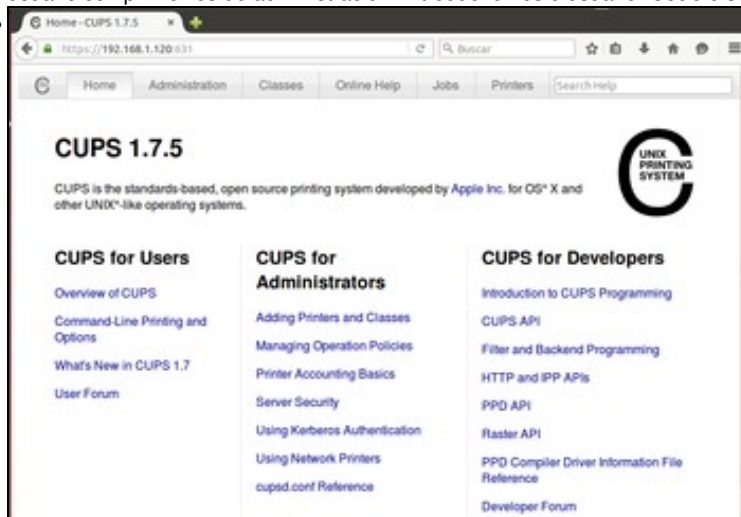 Home - CUPS 1.7.5
https://192.168.1.120:631
Buscar
Home Administration Classes Online Help Jobs Printers Search Help
CUPS 1.7.5
UNIX
PRINTING
SYSTEM
CUPS is the standards-based, open source printing system developed by Apple Inc. for OS® X and
other UNIX®-like operating systems.
CUPS for Users
Overview of CUPS
Command-Line Printing and
Options
What's New in CUPS 1.7
User Forum
CUPS for
Administrators
Adding Printers and Classes
Managing Operation Policies
Printer Accounting Basics
Server Security
Using Kerberos Authentication
Using Network Printers
cupsd.conf Reference
CUPS for Developers
Introduction to CUPS Programming
CUPS API
Filter and Backend Programming
HTTP and IPP APIs
PPD API
Raster API
PPD Compiler Driver Information File
Reference
Developer Forum